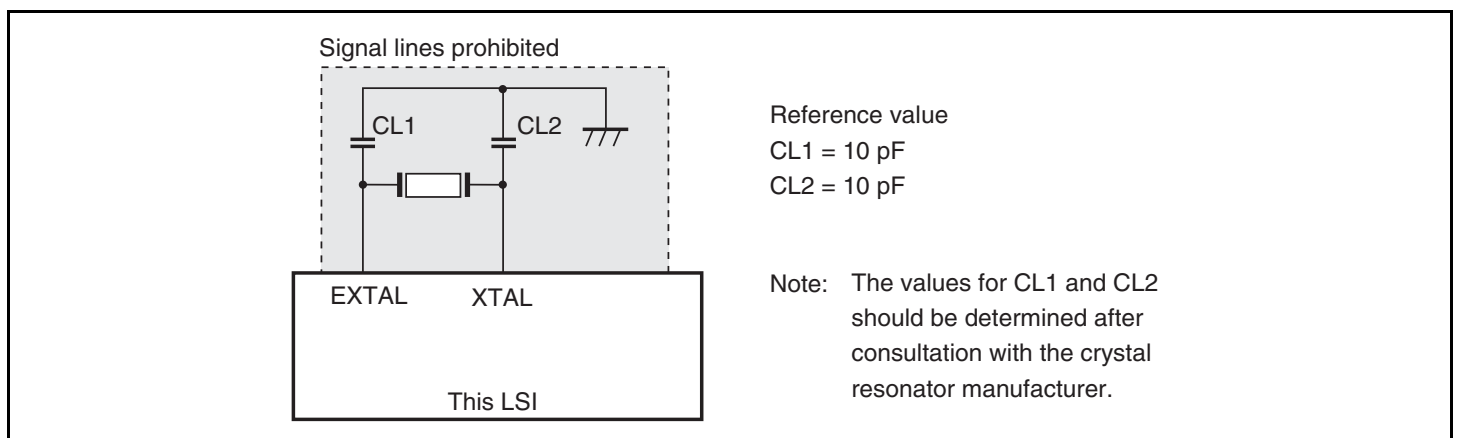 Signal lines prohibited
CL1
CL2
EXTAL
XTAL
This LSI
Reference value
CL1 = 10 pF
CL2 = 10 pF
Note: The values for CL1 and CL2
should be determined after
consultation with the crystal
resonator manufacturer.